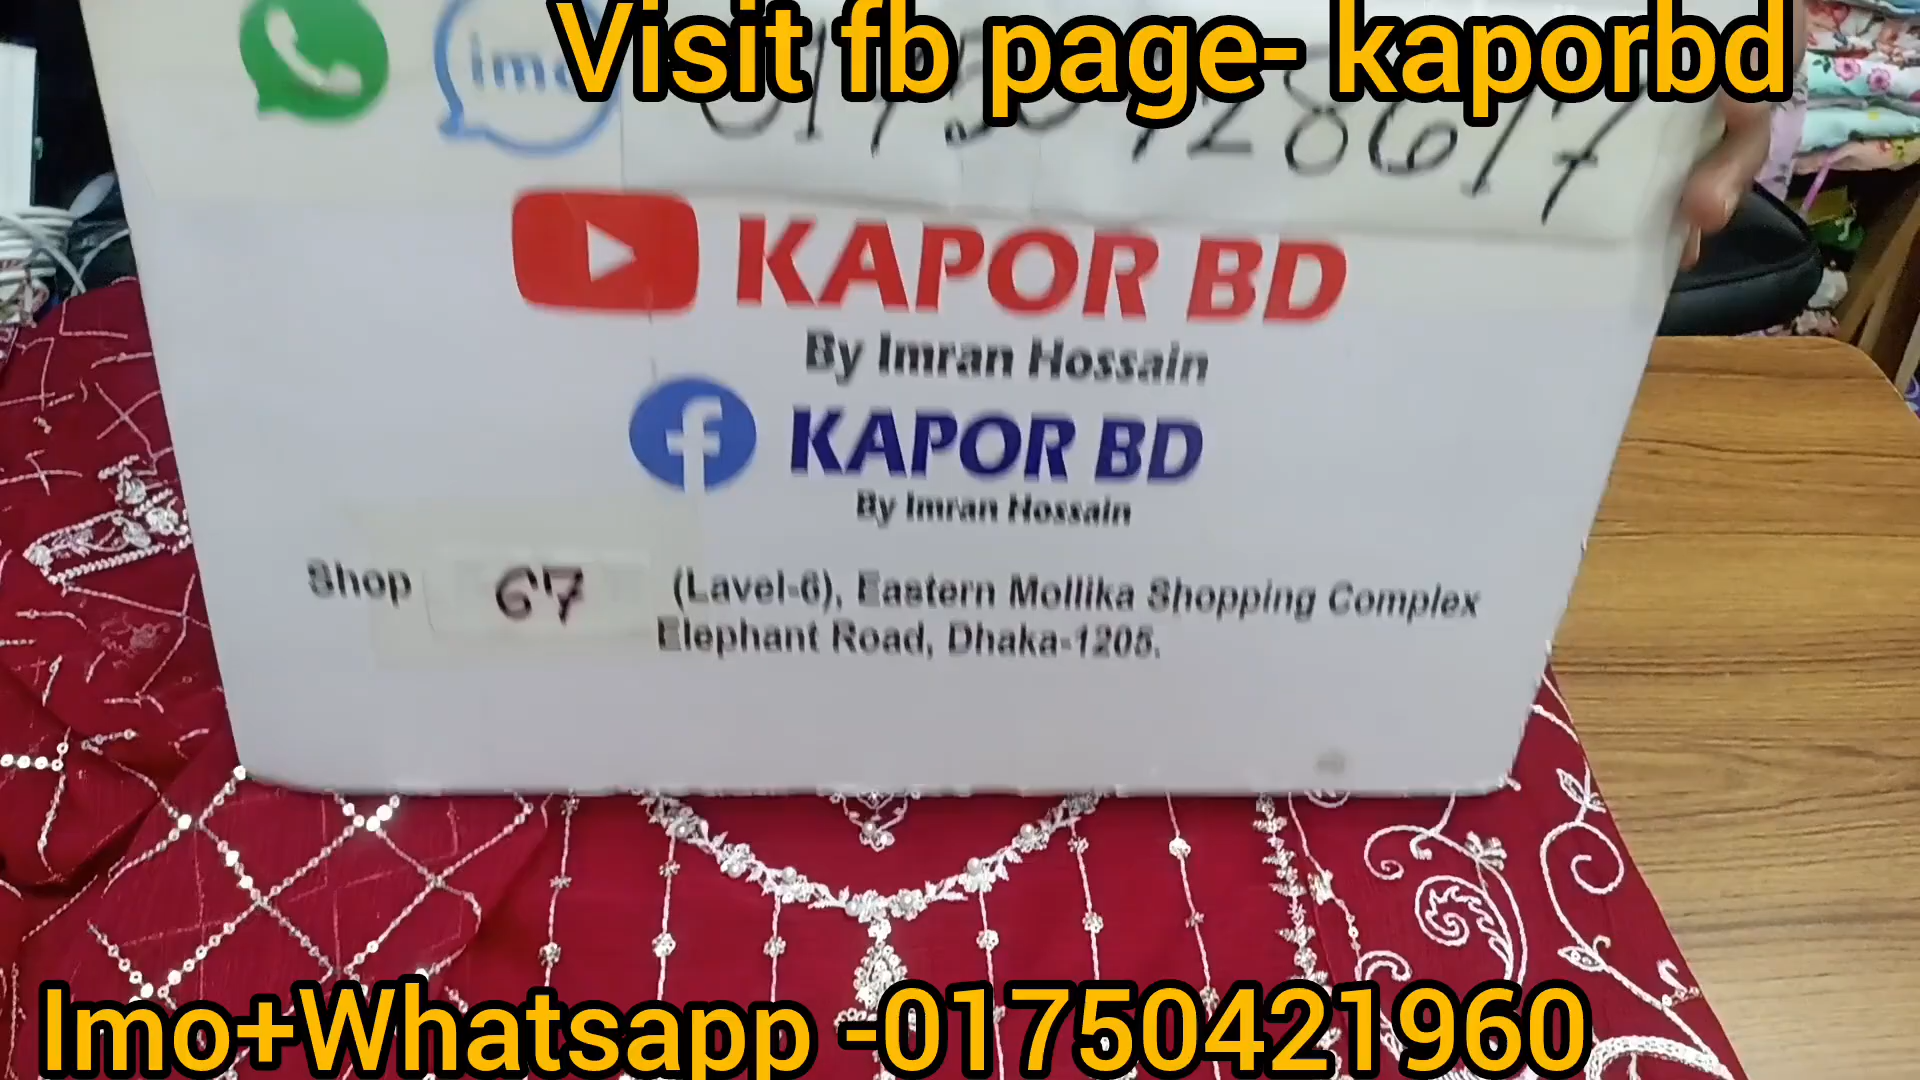 Visit fb page- kaporbd
imo
KAPOR BD
By Imran Hossain
KAPOR BD
By Imran Hossain
Shop 67 (Lavel-6), Eastern Mollika Shopping Complex
Elephant Road, Dhaka-1205.
Imo+Whatsapp -01750421960